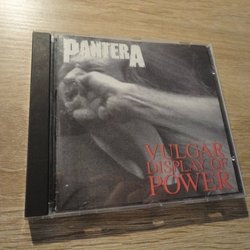 PANTERA
VULGAR
DISPLAY OF
POWER